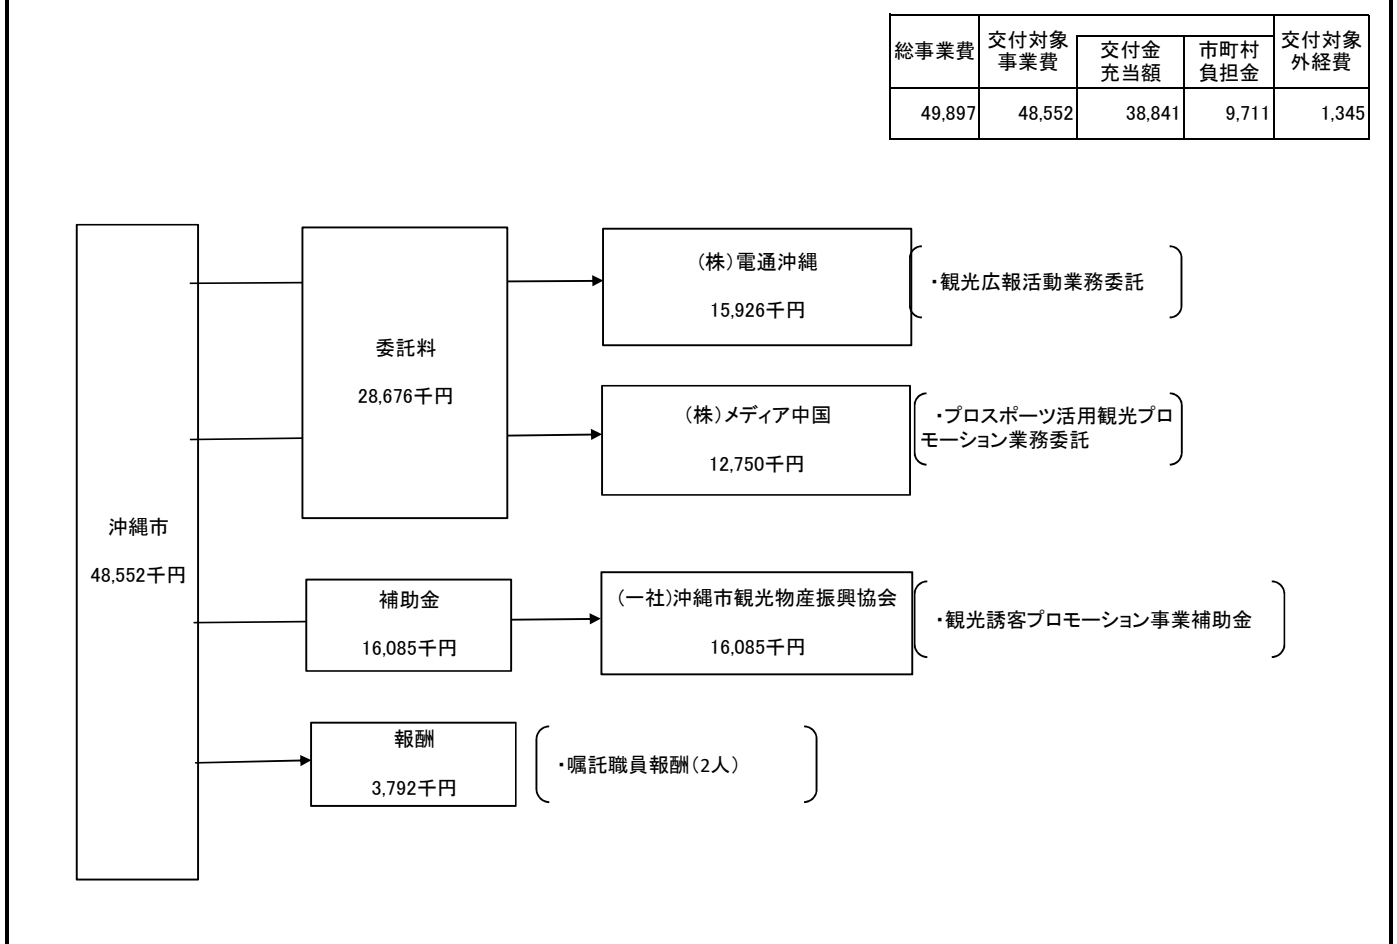 総事業費
交付対象
事業費
交付金
充当額
市町村
負担金
交付対象
外経費
49,897
48,552
38,841
9,711
1,345
沖縄市
48,552千円
委託料
28,676千円
(株)電通沖縄
15,926千円
・観光広報活動業務委託
(株)メディア中国
12,750千円
・プロスポーツ活用観光プロ
モーション業務委託
補助金
16,085千円
(一社)沖縄市観光物産振興協会
16,085千円
・観光誘客プロモーション事業補助金
報酬
3,792千円
・嘱託職員報酬(2人)